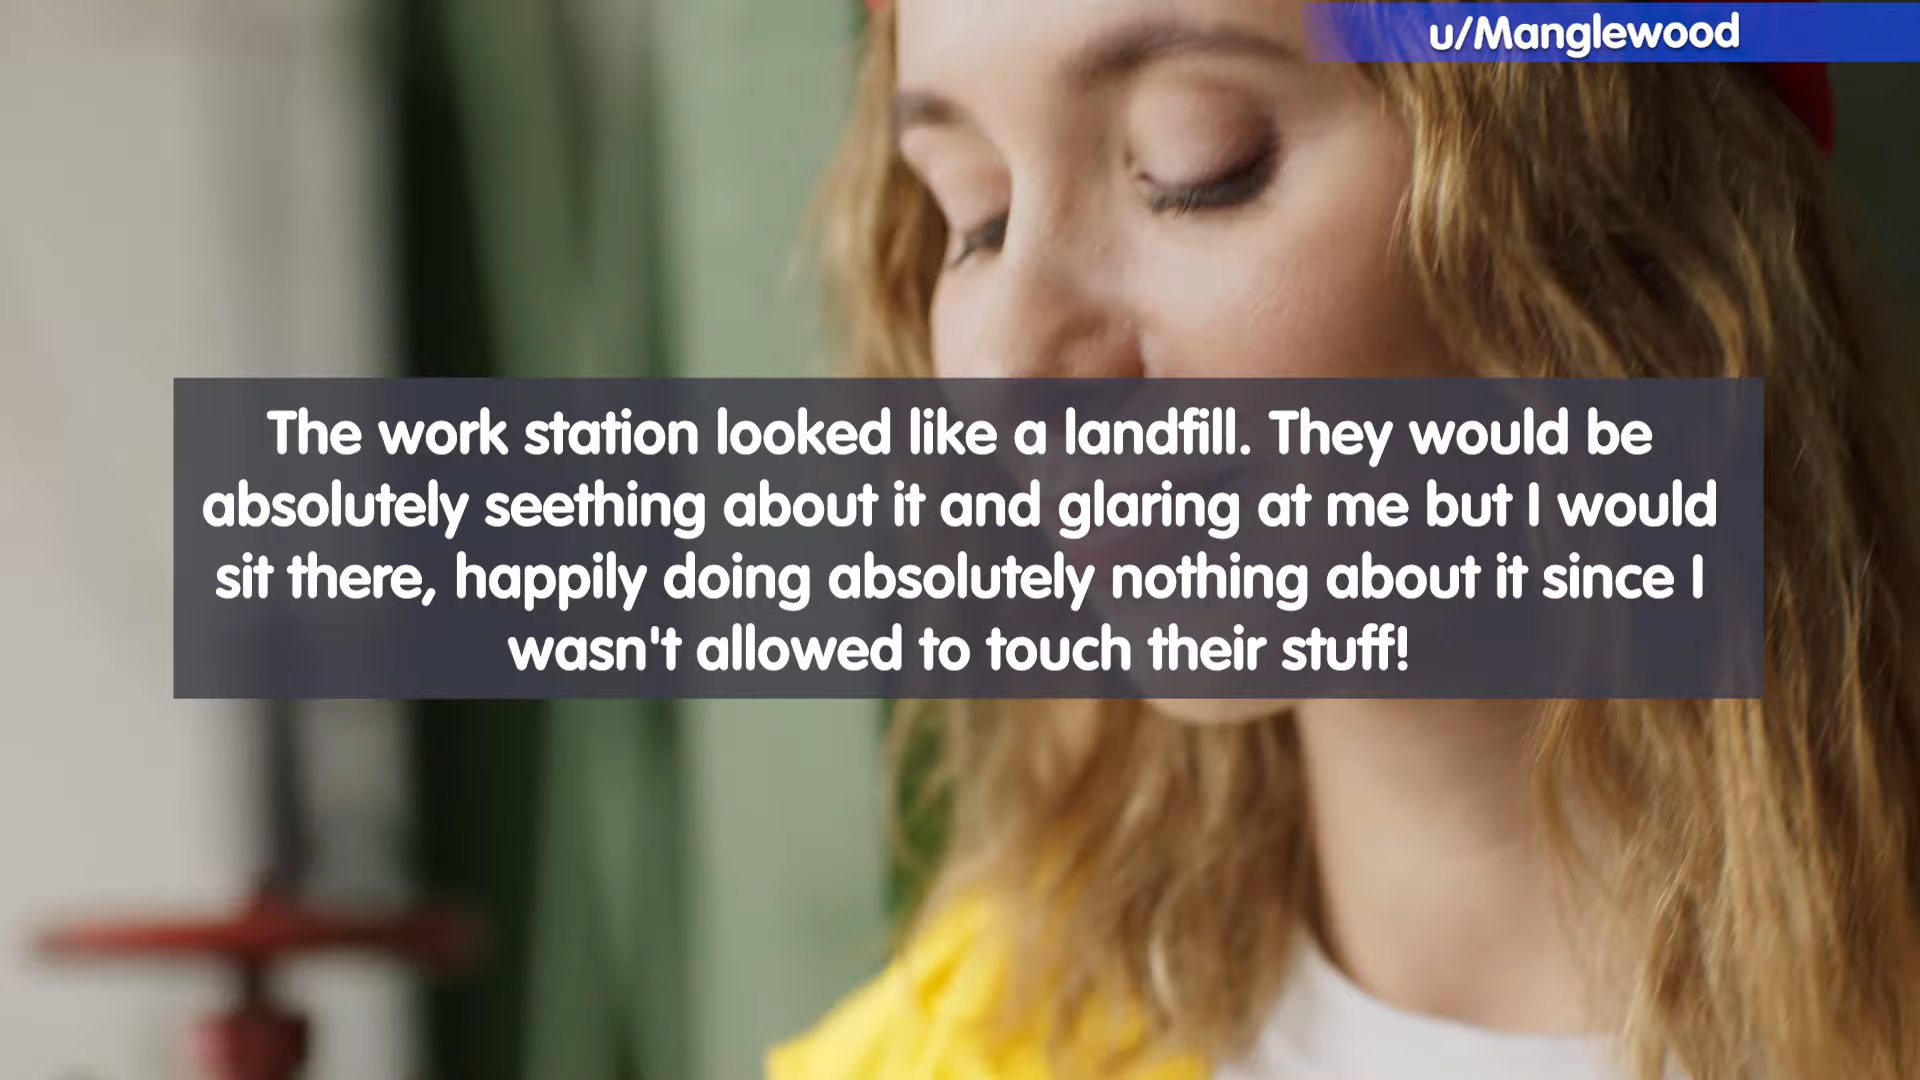 u/Manglewood
The work station looked like a landfill. They would be
absolutely seething about it and glaring at me but I would
sit there, happily doing absolutely nothing about it since I
wasn't allowed to touch their stuff!